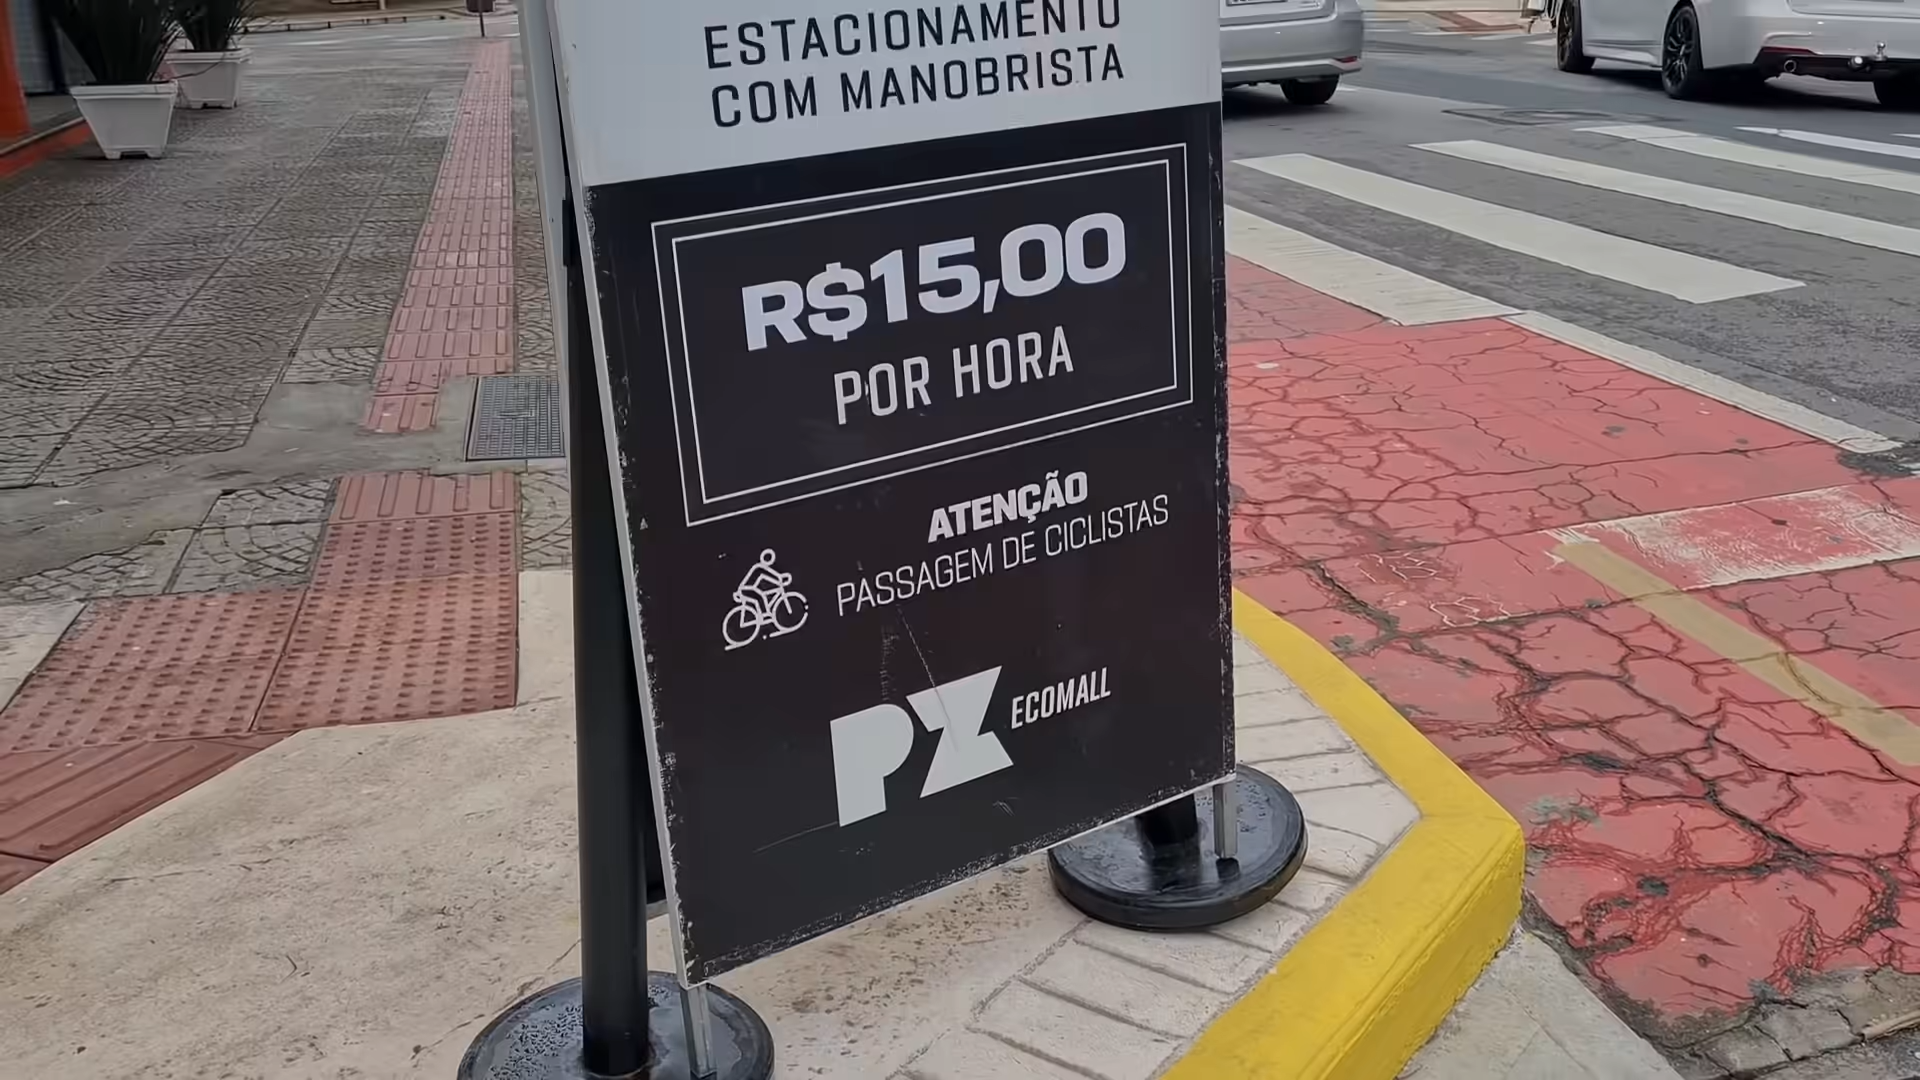 ESTACIONAMENTO
COM MANOBRISTA
R$15,00
POR HORA
ATENÇÃO
PASSAGEM DE CICLISTAS
PZ ECOMALL